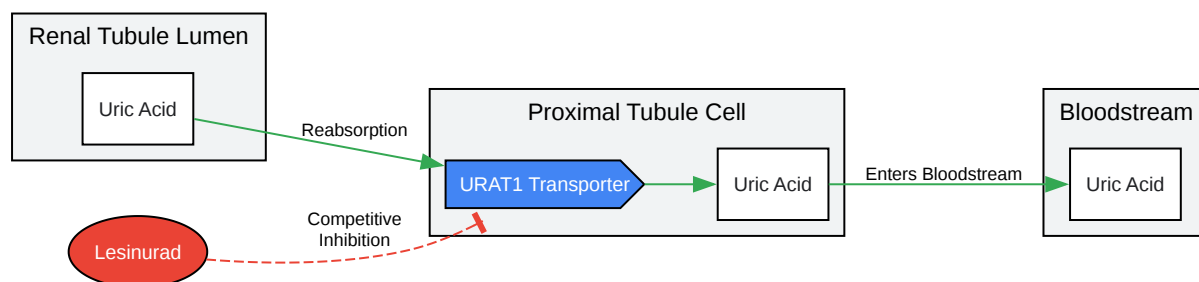 Renal Tubule Lumen
Uric Acid
Reabsorption
Proximal Tubule Cell
URAT1 Transporter
Uric Acid
Enters Bloodstream
Bloodstream
Uric Acid
Competitive
Inhibition
Lesinurad